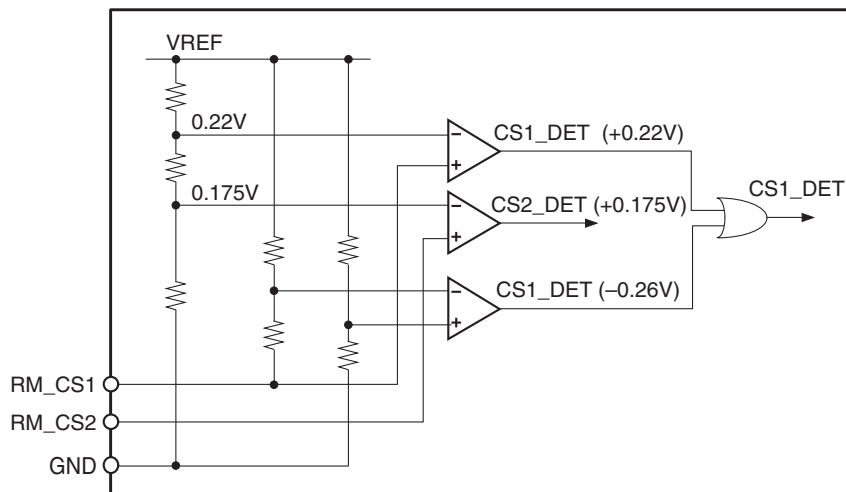 VREF
0.22V
CS1_DET (+0.22V)
CS1_DET
0.175V
CS2_DET (+0.175V)
CS1_DET (–0.26V)
RM_CS1
RM_CS2
GND